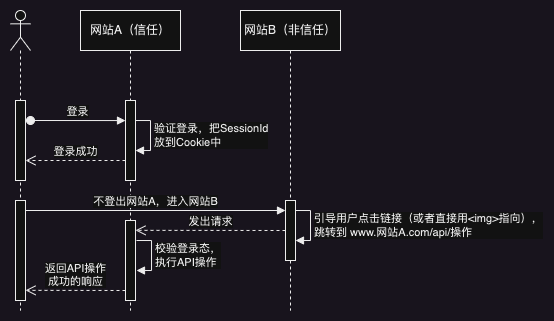 网站A（信任）
网站B（非信任）
登录
验证登录，把SessionId
放到Cookie中
登录成功
不登出网站A，进入网站B
引导用户点击链接（或者直接用<img>指向），
跳转到 www.网站A.com/api/操作
发出请求
校验登录态，
执行API操作
返回API操作
成功的响应